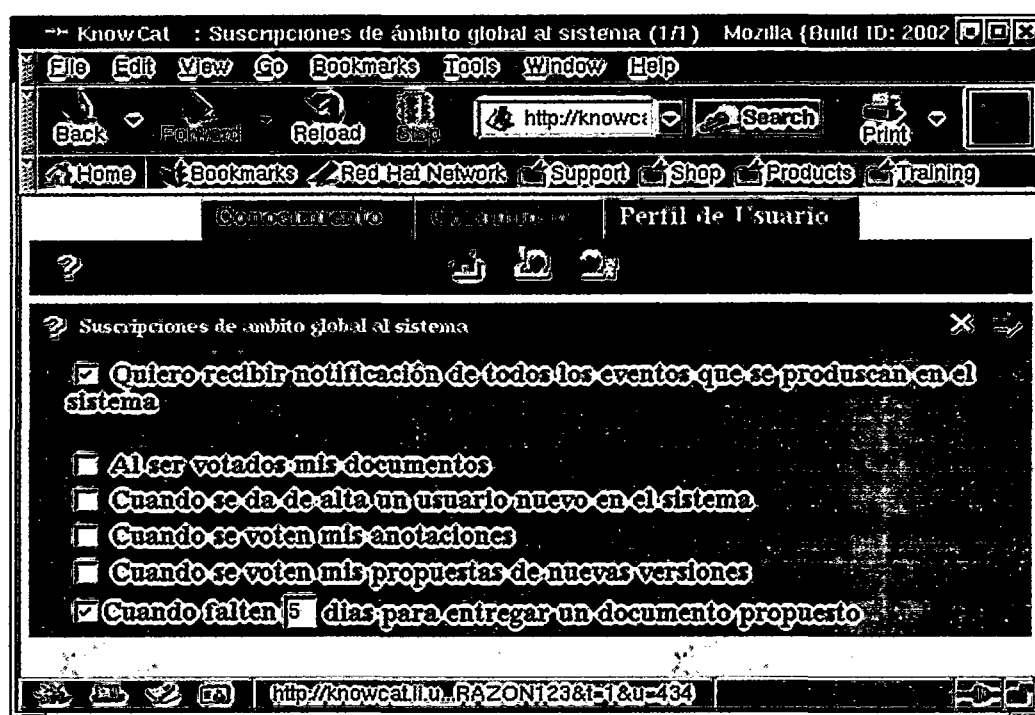 KnowCat : Suscripciones de ámbito global al sistema (1/1) Mozilla {Build ID: 2002
File Edit View Go Bookmarks Tools Window Help
Back Forward Reload Stop http://knowca Search Print
Home Bookmarks Red Hat Network Support Shop Products Training
Conocimiento Perfil de Usuario
?
? Suscripciones de ambito global al sistema
Quiero recibir notificación de todos los eventos que se produscan en el
sistema
Al ser votados mis documentos
Cuando se da de alta un usuario nuevo en el sistema
Cuando se voten mis anotaciones
Cuando se voten mis propuestas de nuevas versiones
Cuando falten 5 dias para entregar un documento propuesto
http://knowcat.ii.u...RAZON123&t=1&u=434